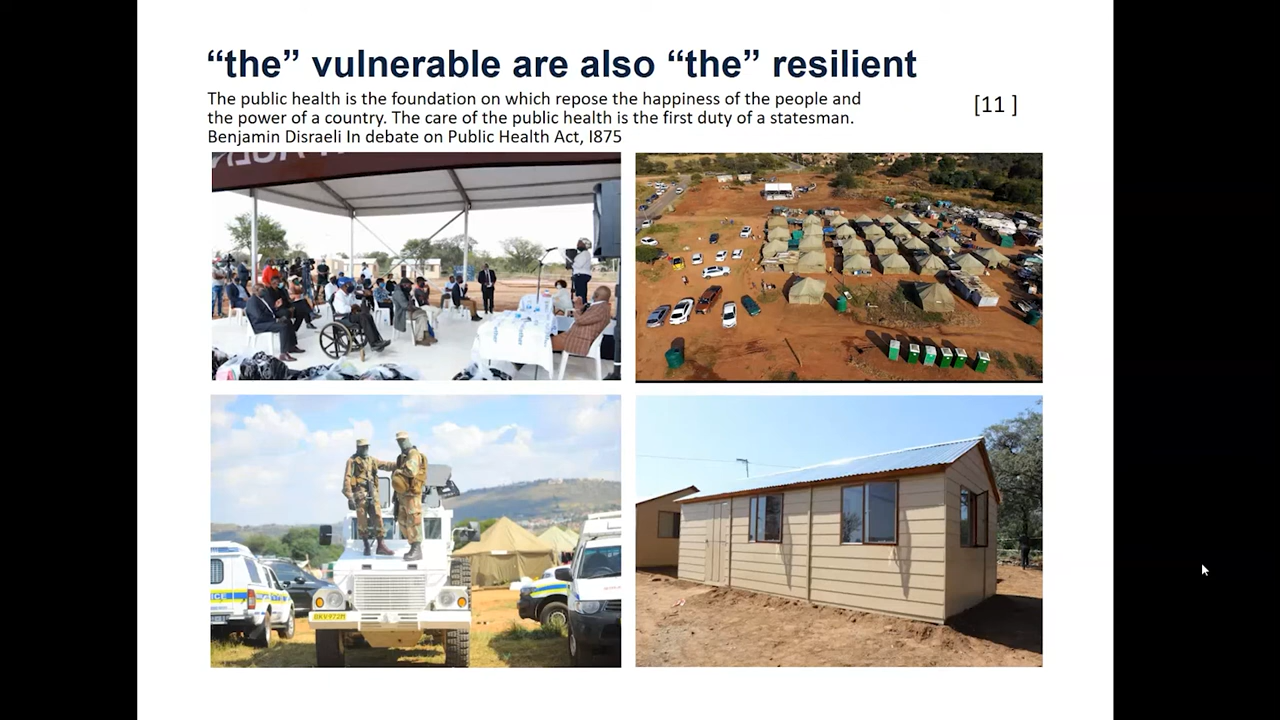 “the” vulnerable are also “the” resilient
The public health is the foundation on which repose the happiness of the people and
the power of a country. The care of the public health is the first duty of a statesman.
Benjamin Disraeli In debate on Public Health Act, I875
[11 ]